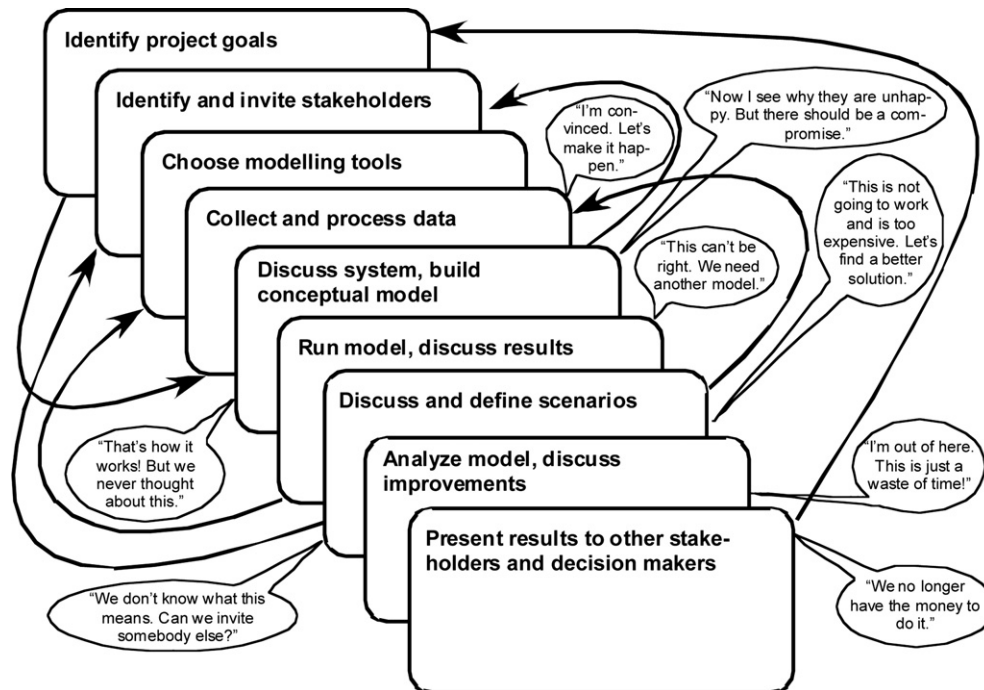 Identify project goals
Identify and invite stakeholders
“I’m con-
vinced. Let’s
make it hap-
pen.”
“Now I see why they are unhap-
py. But there should be a com-
promise.”
Choose modelling tools
Collect and process data
“This is not
going to work
and is too
expensive. Let’s
find a better
solution.”
Discuss system, build
conceptual model
“This can’t be
right. We need
another model.”
Run model, discuss results
Discuss and define scenarios
“That’s how it
works! But we
never thought
about this.”
Analyze model, discuss
improvements
“I’m out of here.
This is just a
waste of time!”
Present results to other stake-
holders and decision makers
“We don’t know what this
means. Can we invite
somebody else?”
“We no longer
have the money to
do it.”